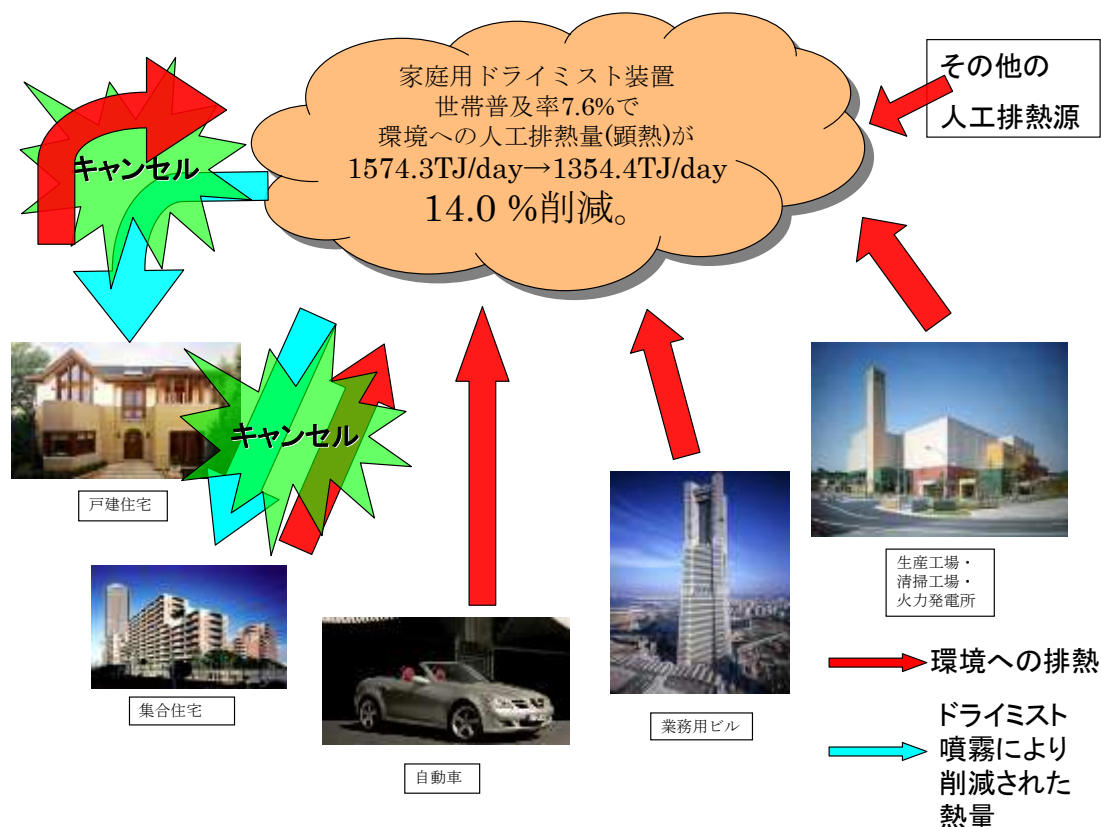 家庭用ドライミスト装置
世帯普及率7.6%で
環境への人工排熱量(顕熱)が
1574.3TJ/day→1354.4TJ/day
14.0 %削減。
その他の
人工排熱源
キャンセル
キャンセル
戸建住宅
集合住宅
自動車
業務用ビル
生産工場・
清掃工場・
火力発電所
環境への排熱
ドライミスト
噴霧により
削減された
熱量